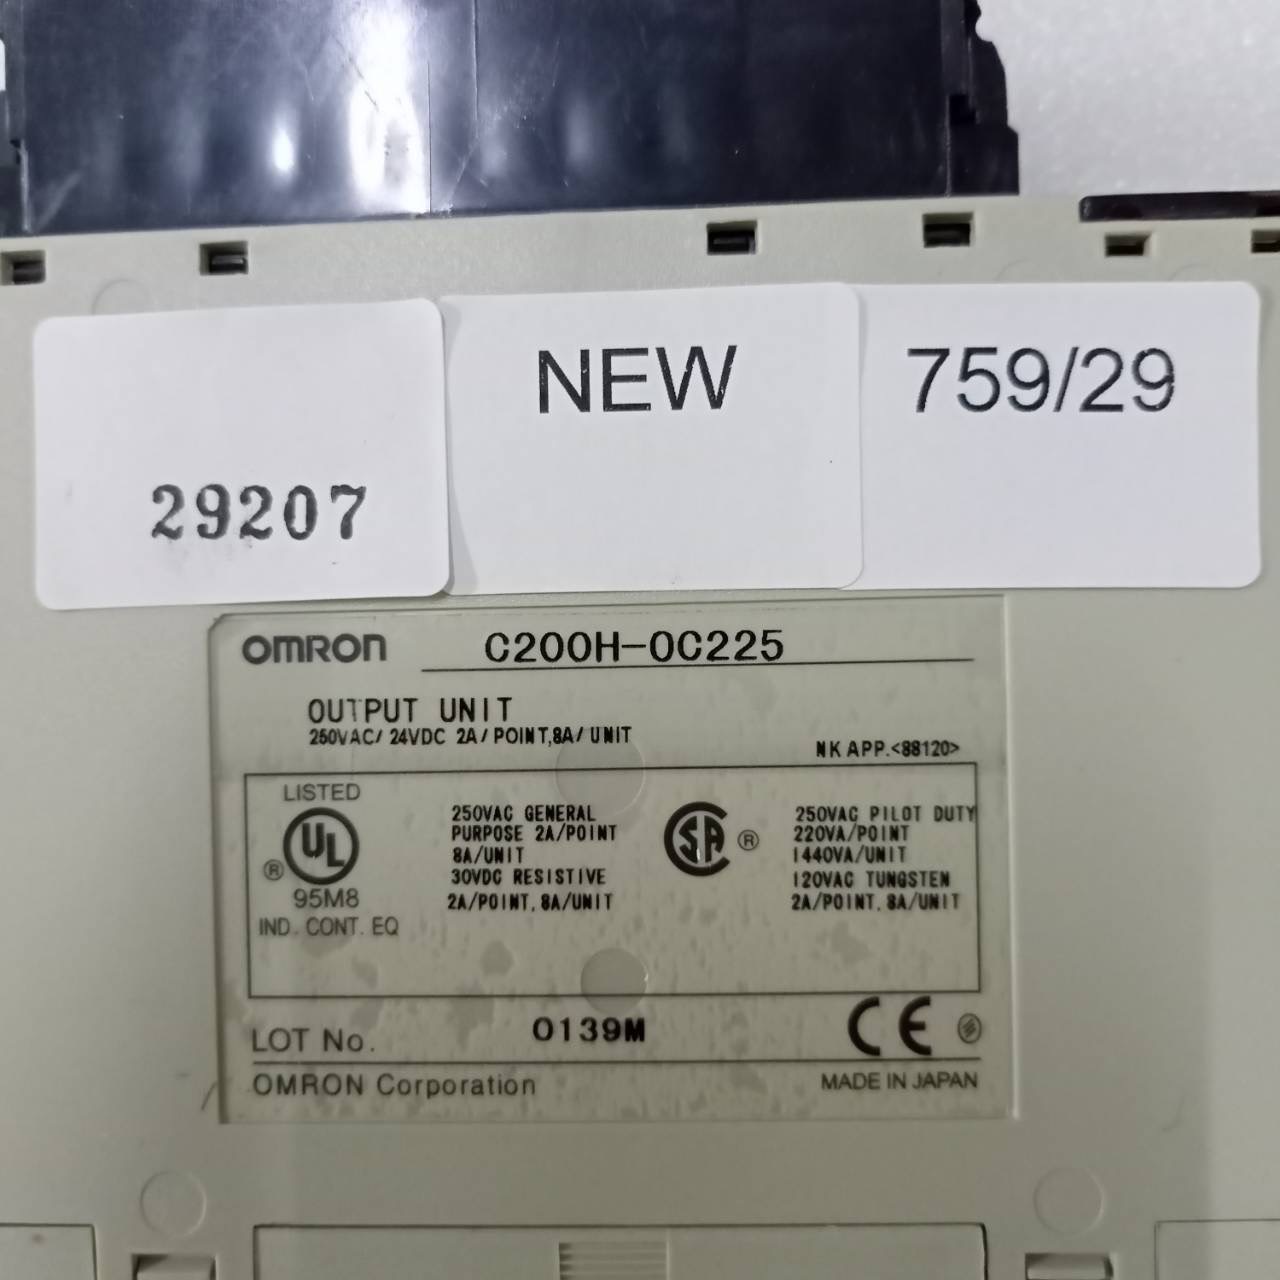 29207
NEW
759/29
OMRON
C200H-OC225
OUTPUT UNIT
250VAC/24VDC 2A/POINT,8A/UNIT
NK APP.<88120>
LISTED
UL
®
95M8
IND. CONT. EQ
250VAC GENERAL
PURPOSE 2A/POINT
8A/UNIT
30VDC RESISTIVE
2A/POINT, 8A/UNIT
SA ®
250VAC PILOT DUTY
220VA/POINT
1440VA/UNIT
120VAC TUNGSTEN
2A/POINT, 8A/UNIT
LOT No. 0139M
CE
OMRON Corporation
MADE IN JAPAN